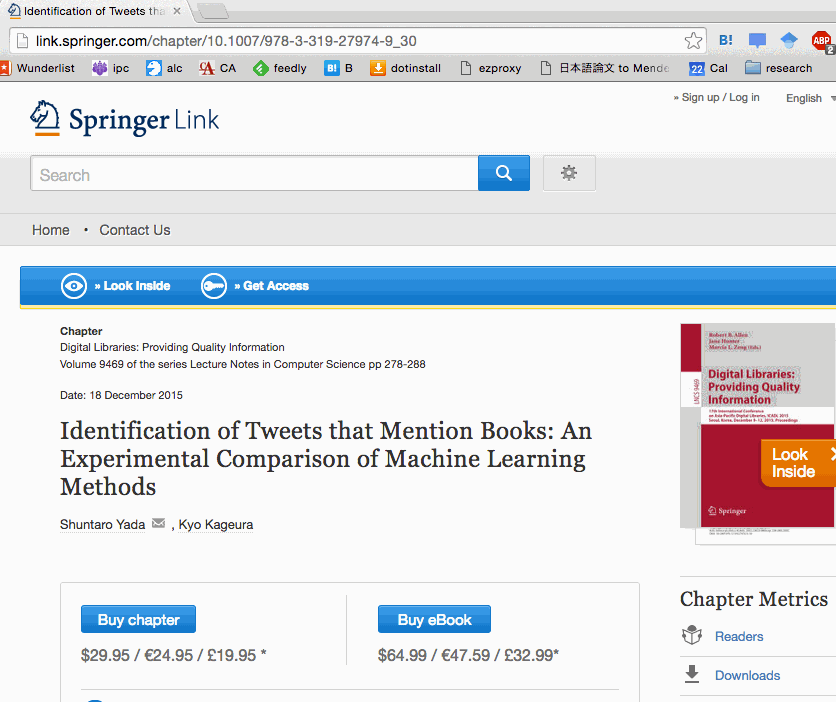 Identification of Tweets tha
link.springer.com/chapter/10.1007/978-3-319-27974-9_30
B!
ABP
2
Wunderlist ipc alc CA feedly B! B dotinstall ezproxy 日本語論文 to Mende 22 Cal research
» Sign up / Log in English
Springer Link
Search
Home • Contact Us
» Look Inside » Get Access
Chapter
Digital Libraries: Providing Quality Information
Volume 9469 of the series Lecture Notes in Computer Science pp 278-288
Date: 18 December 2015
Identification of Tweets that Mention Books: An
Experimental Comparison of Machine Learning
Methods
Shuntaro Yada , Kyo Kageura
Buy chapter
$29.95 / €24.95 / £19.95 *
Buy eBook
$64.99 / €47.59 / £32.99*
Robert B. Allen
Jane Hunter
Marcia L. Zeng (Eds)
LNCS 9469
Digital Libraries:
Providing Quality
Information
17th International Conference
on Asia-Pacific Digital Libraries, ICADL 2015
Seoul, Korea, December 9-12, 2015, Proceedings
Look
Inside
Springer
Chapter Metrics
Readers
Downloads